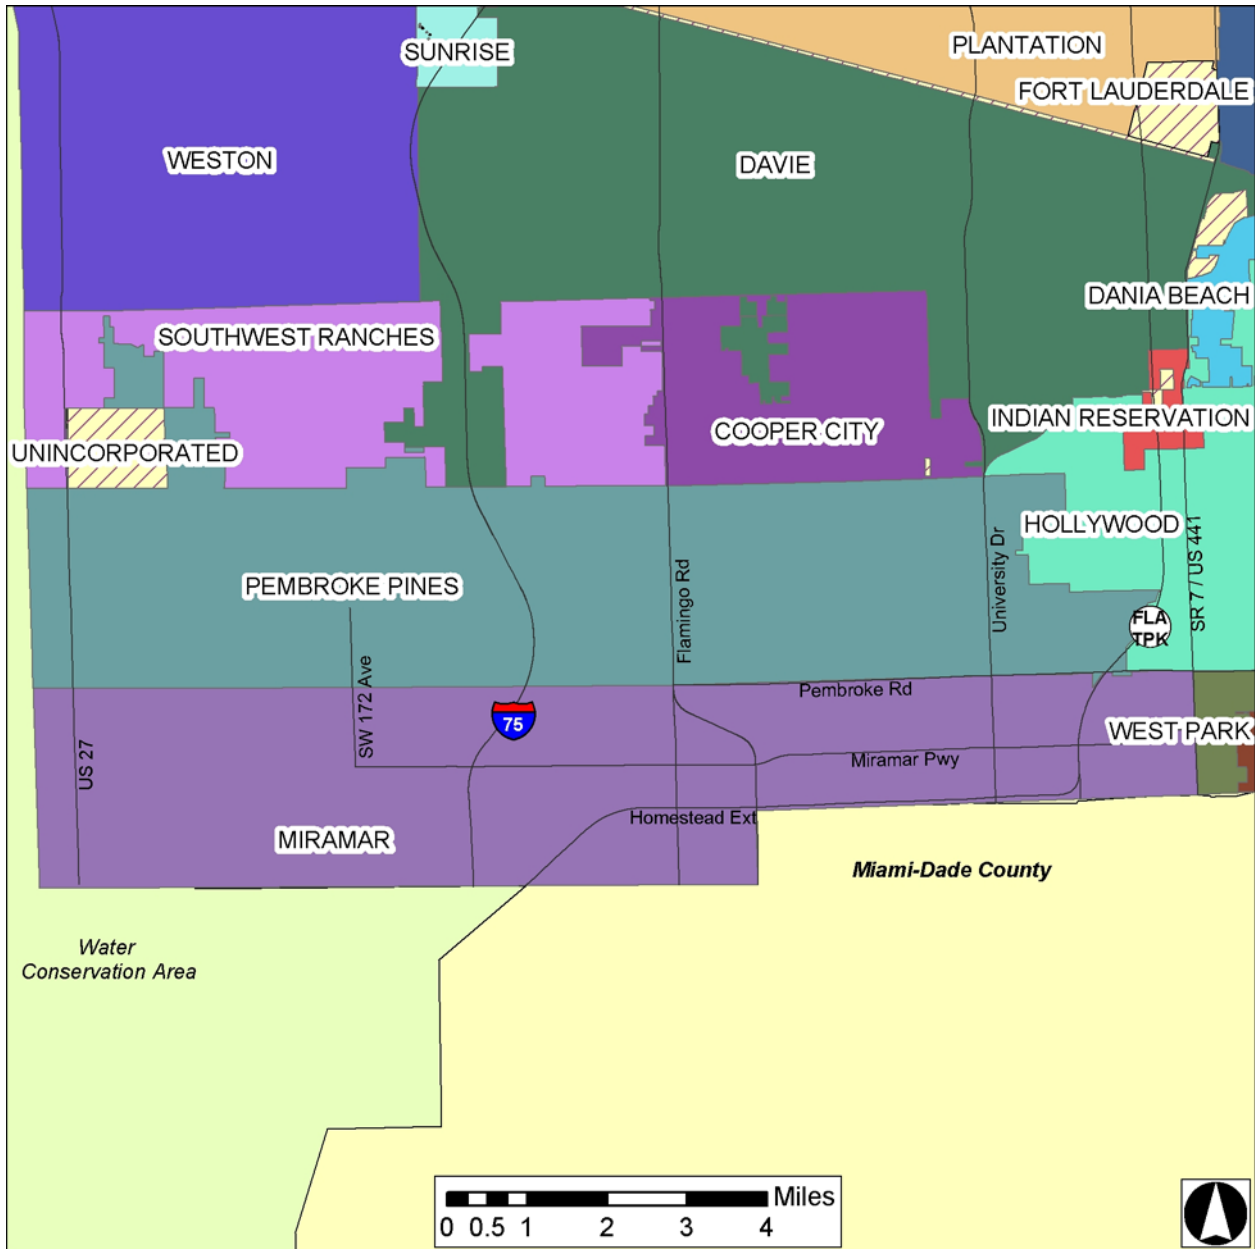 SUNRISE
PLANTATION
FORT LAUDERDALE
WESTON
DAVIE
DANIA BEACH
SOUTHWEST RANCHES
INDIAN RESERVATION
COOPER CITY
UNINCORPORATED
HOLLYWOOD
PEMBROKE PINES
University Dr
SR 7 / US 441
Flamingo Rd
FLA
TPK
SW 172 Ave
Pembroke Rd
75
WEST PARK
US 27
Miramar Pwy
Homestead Ext
MIRAMAR
Miami-Dade County
Water
Conservation Area
Miles
0 0.5 1 2 3 4